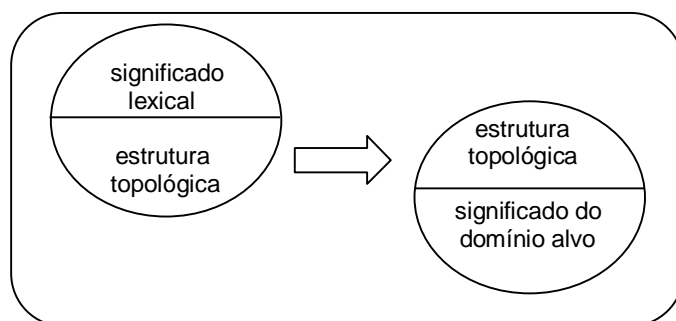 significado
lexical
estrutura
topológica
estrutura
topológica
significado do
domínio alvo